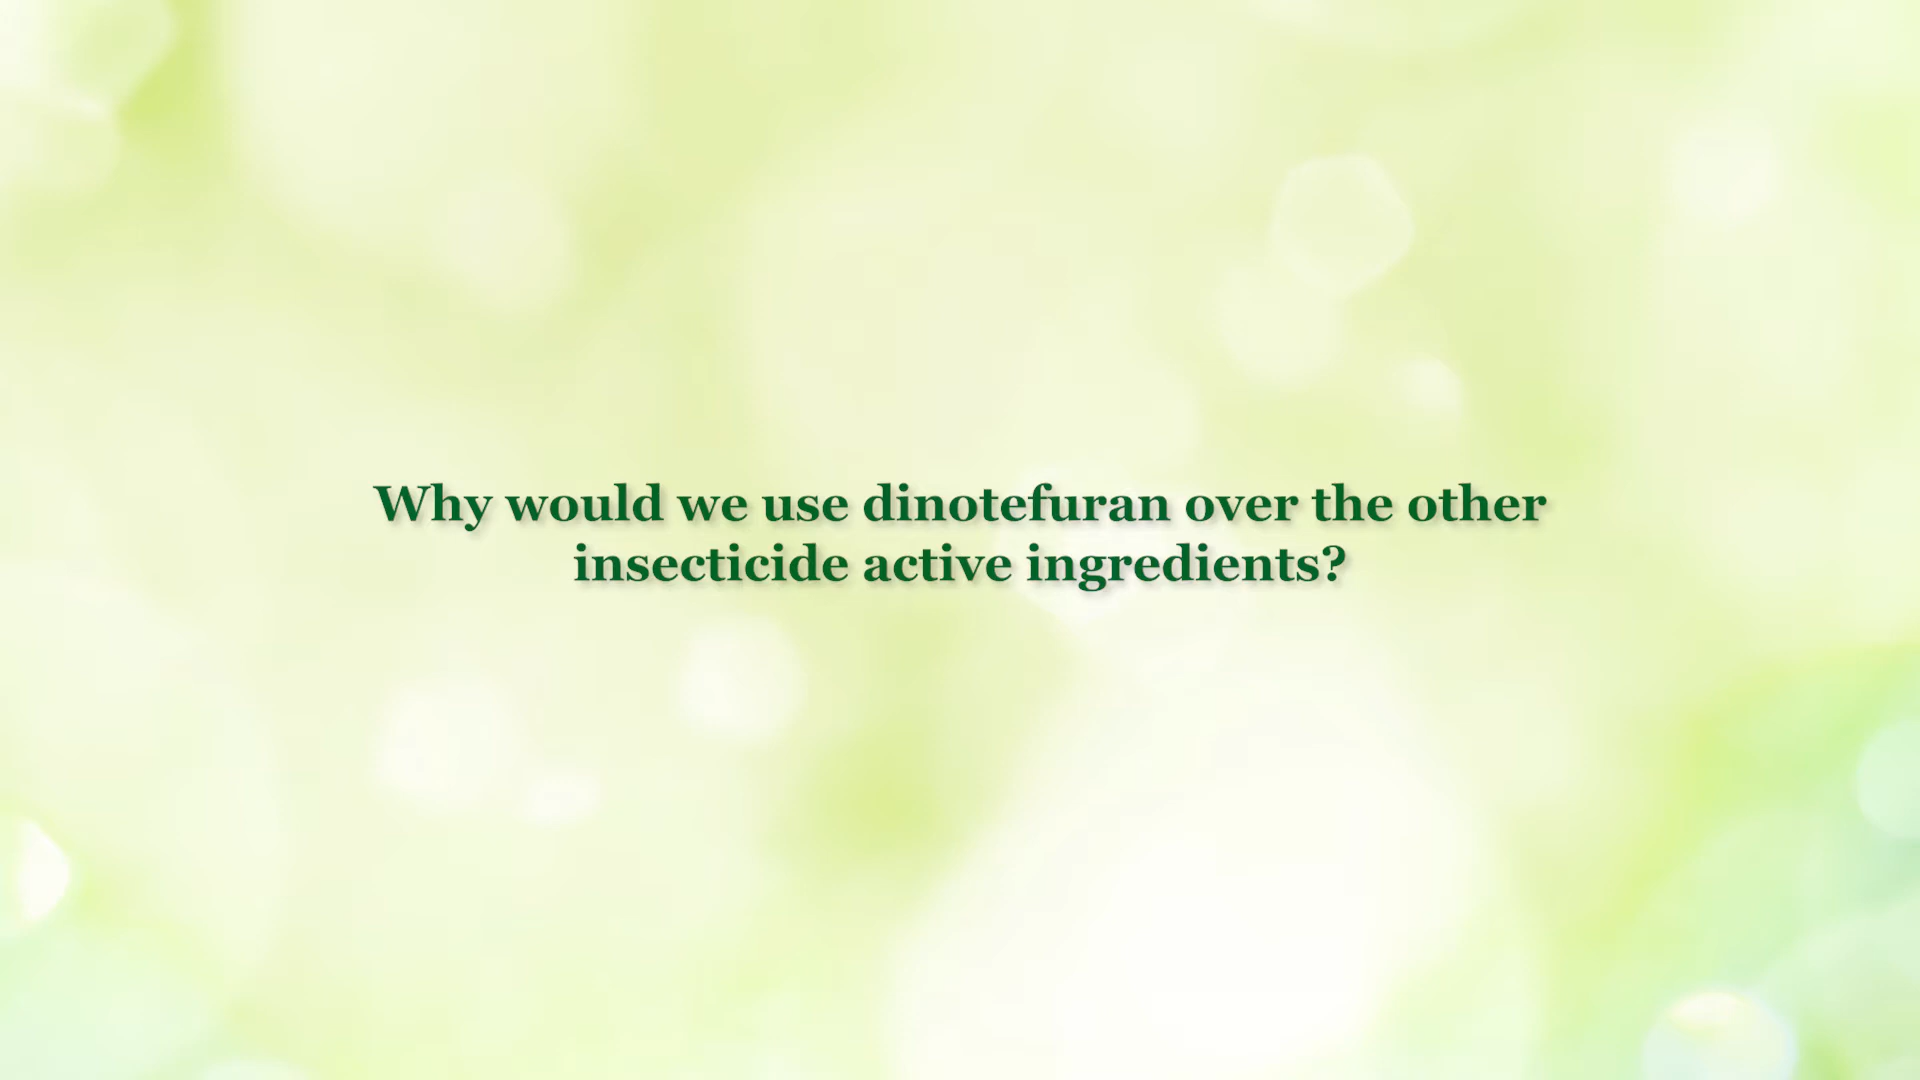 Why would we use dinotefuran over the other
insecticide active ingredients?